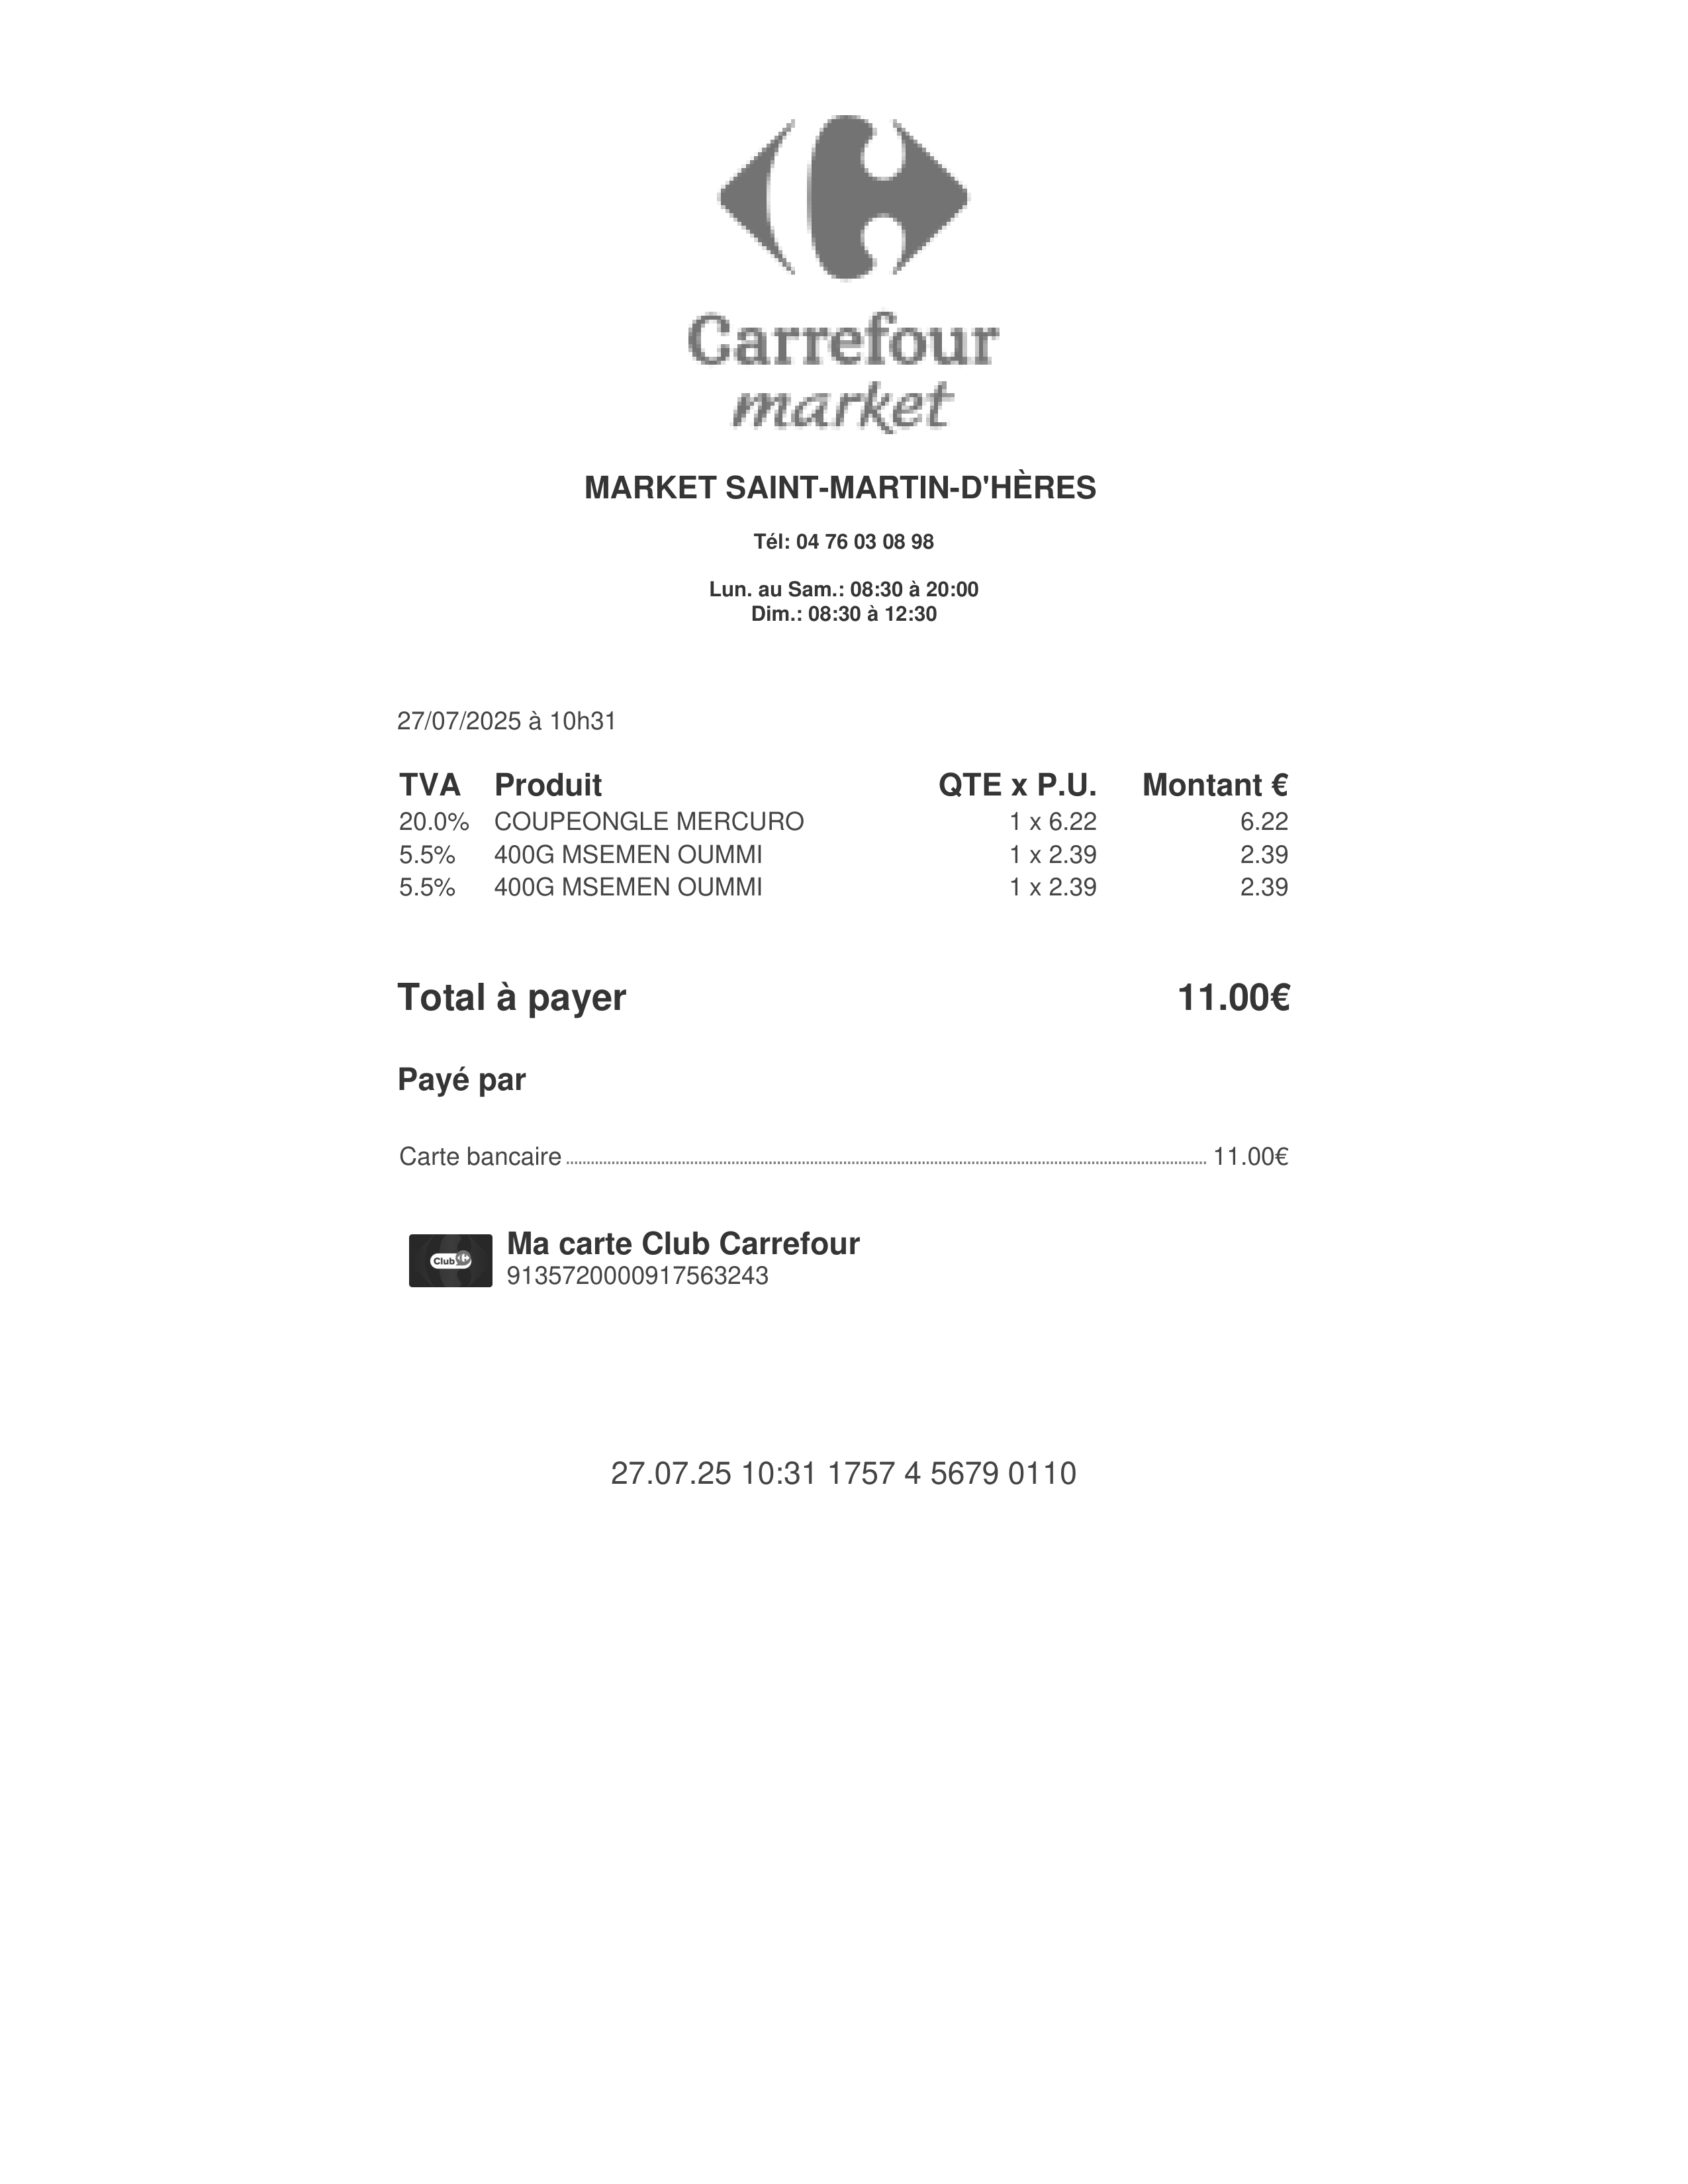 Carrefour
market
MARKET SAINT-MARTIN-D'HÈRES
Tél: 04 76 03 08 98
Lun. au Sam.: 08:30 à 20:00
Dim.: 08:30 à 12:30
27/07/2025 à 10h31
TVA Produit QTE x P.U. Montant €
20.0% COUPEONGLE MERCURO 1 x 6.22 6.22
5.5% 400G MSEMEN OUMMI 1 x 2.39 2.39
5.5% 400G MSEMEN OUMMI 1 x 2.39 2.39
Total à payer 11.00€
Payé par
Carte bancaire 11.00€
Club
Ma carte Club Carrefour
9135720000917563243
27.07.25 10:31 1757 4 5679 0110